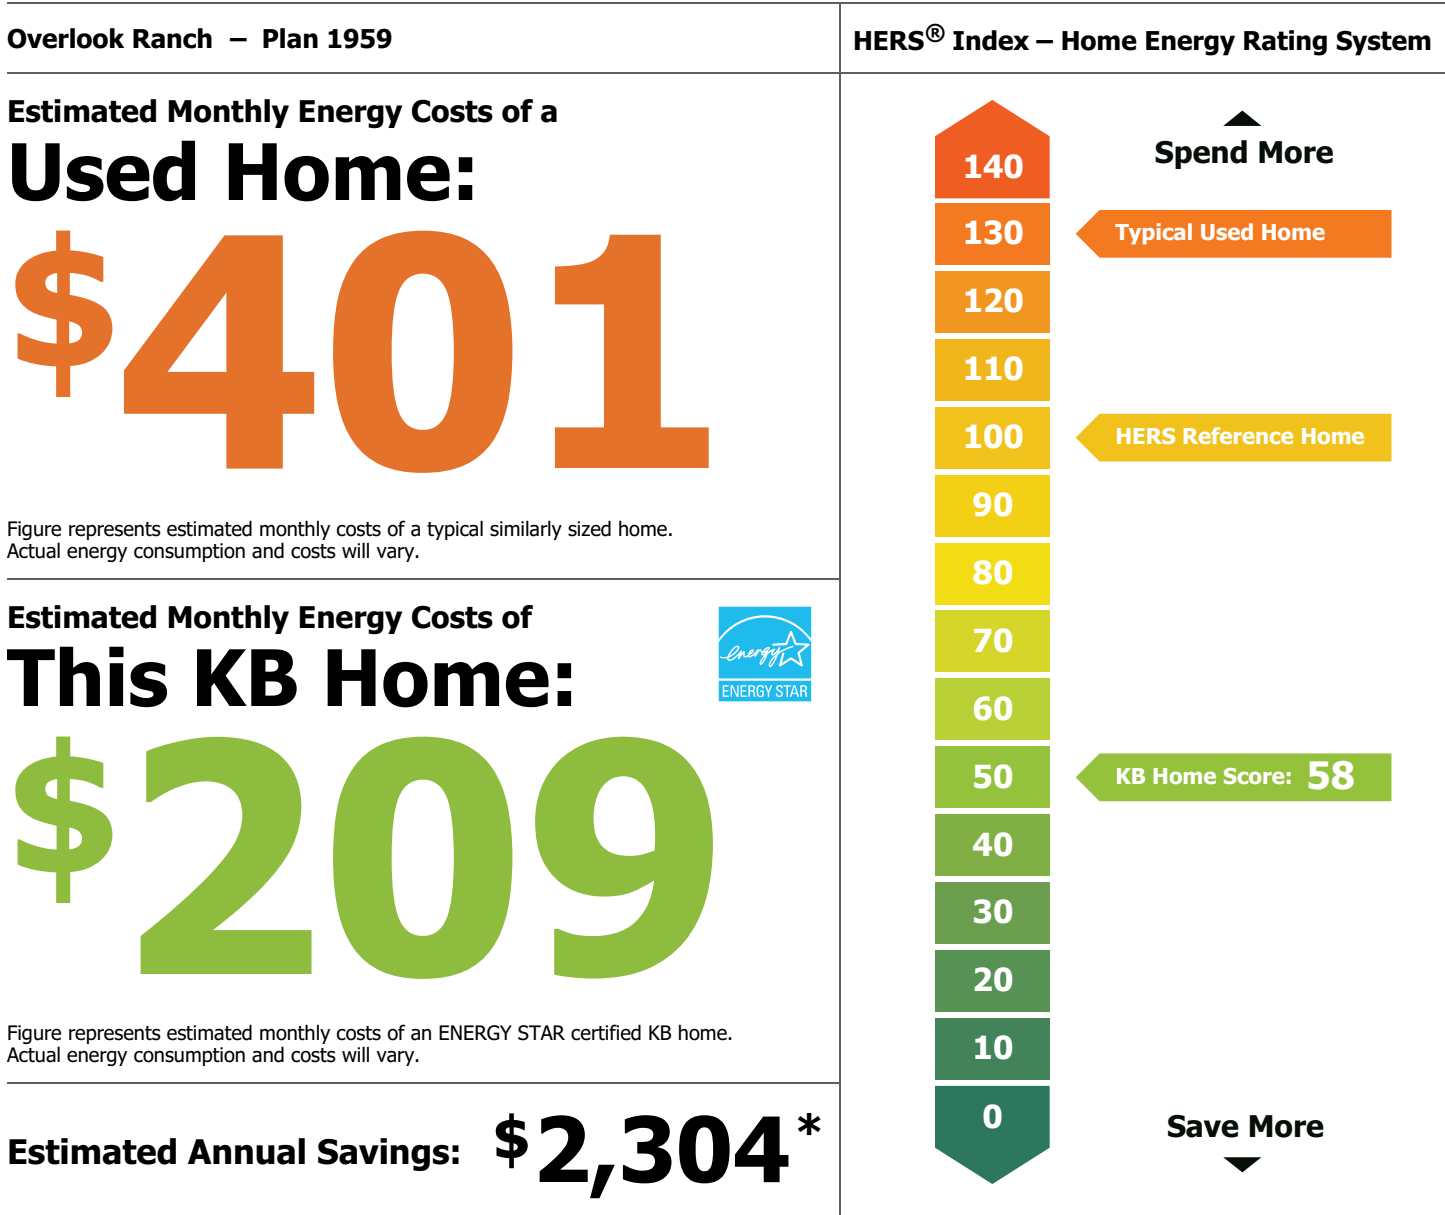 Overlook Ranch – Plan 1959
Estimated Monthly Energy Costs of a
Used Home:
$401
Figure represents estimated monthly costs of a typical similarly sized home.
Actual energy consumption and costs will vary.
Estimated Monthly Energy Costs of
This KB Home:
energy
ENERGY STAR
$209
Figure represents estimated monthly costs of an ENERGY STAR certified KB home.
Actual energy consumption and costs will vary.
Estimated Annual Savings: $2,304*
HERS® Index – Home Energy Rating System
Spend More
140
130 Typical Used Home
120
110
100 HERS Reference Home
90
80
70
60
50 KB Home Score: 58
40
30
20
10
0
Save More